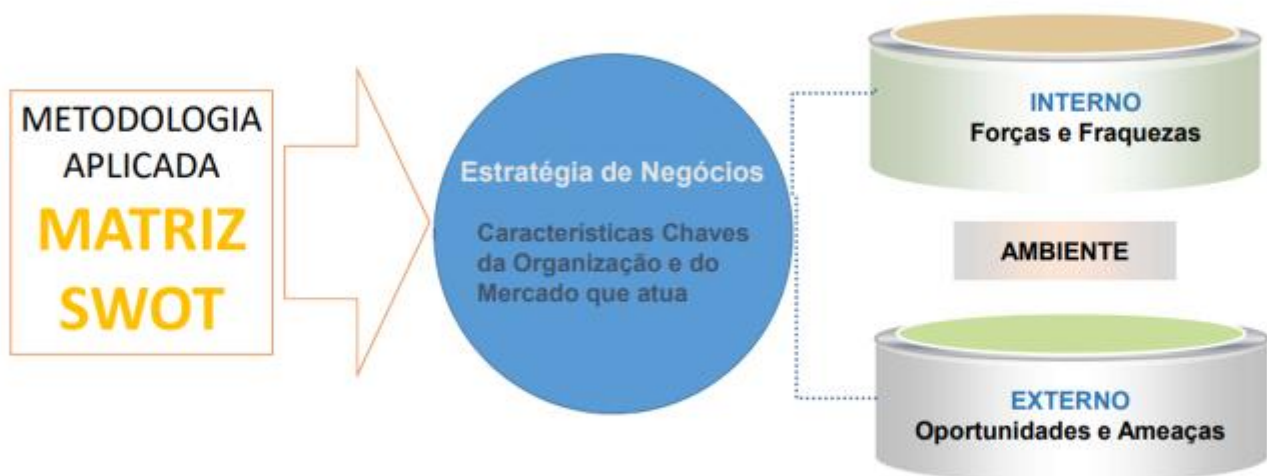 METODOLOGIA
APLICADA
MATRIZ
SWOT
Estratégia de Negócios
Características Chaves
da Organização e do
Mercado que atua
INTERNO
Forças e Fraquezas
AMBIENTE
EXTERNO
Oportunidades e Ameaças